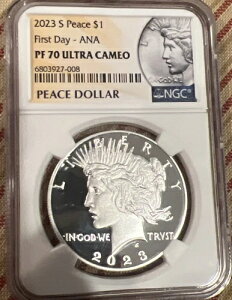 2023 S Peace $1
First Day - ANA
PF 70 ULTRA CAMEO
6803927-008
PEACE DOLLAR
NGC
LIBERTY
IN GOD WE TRVST
2023